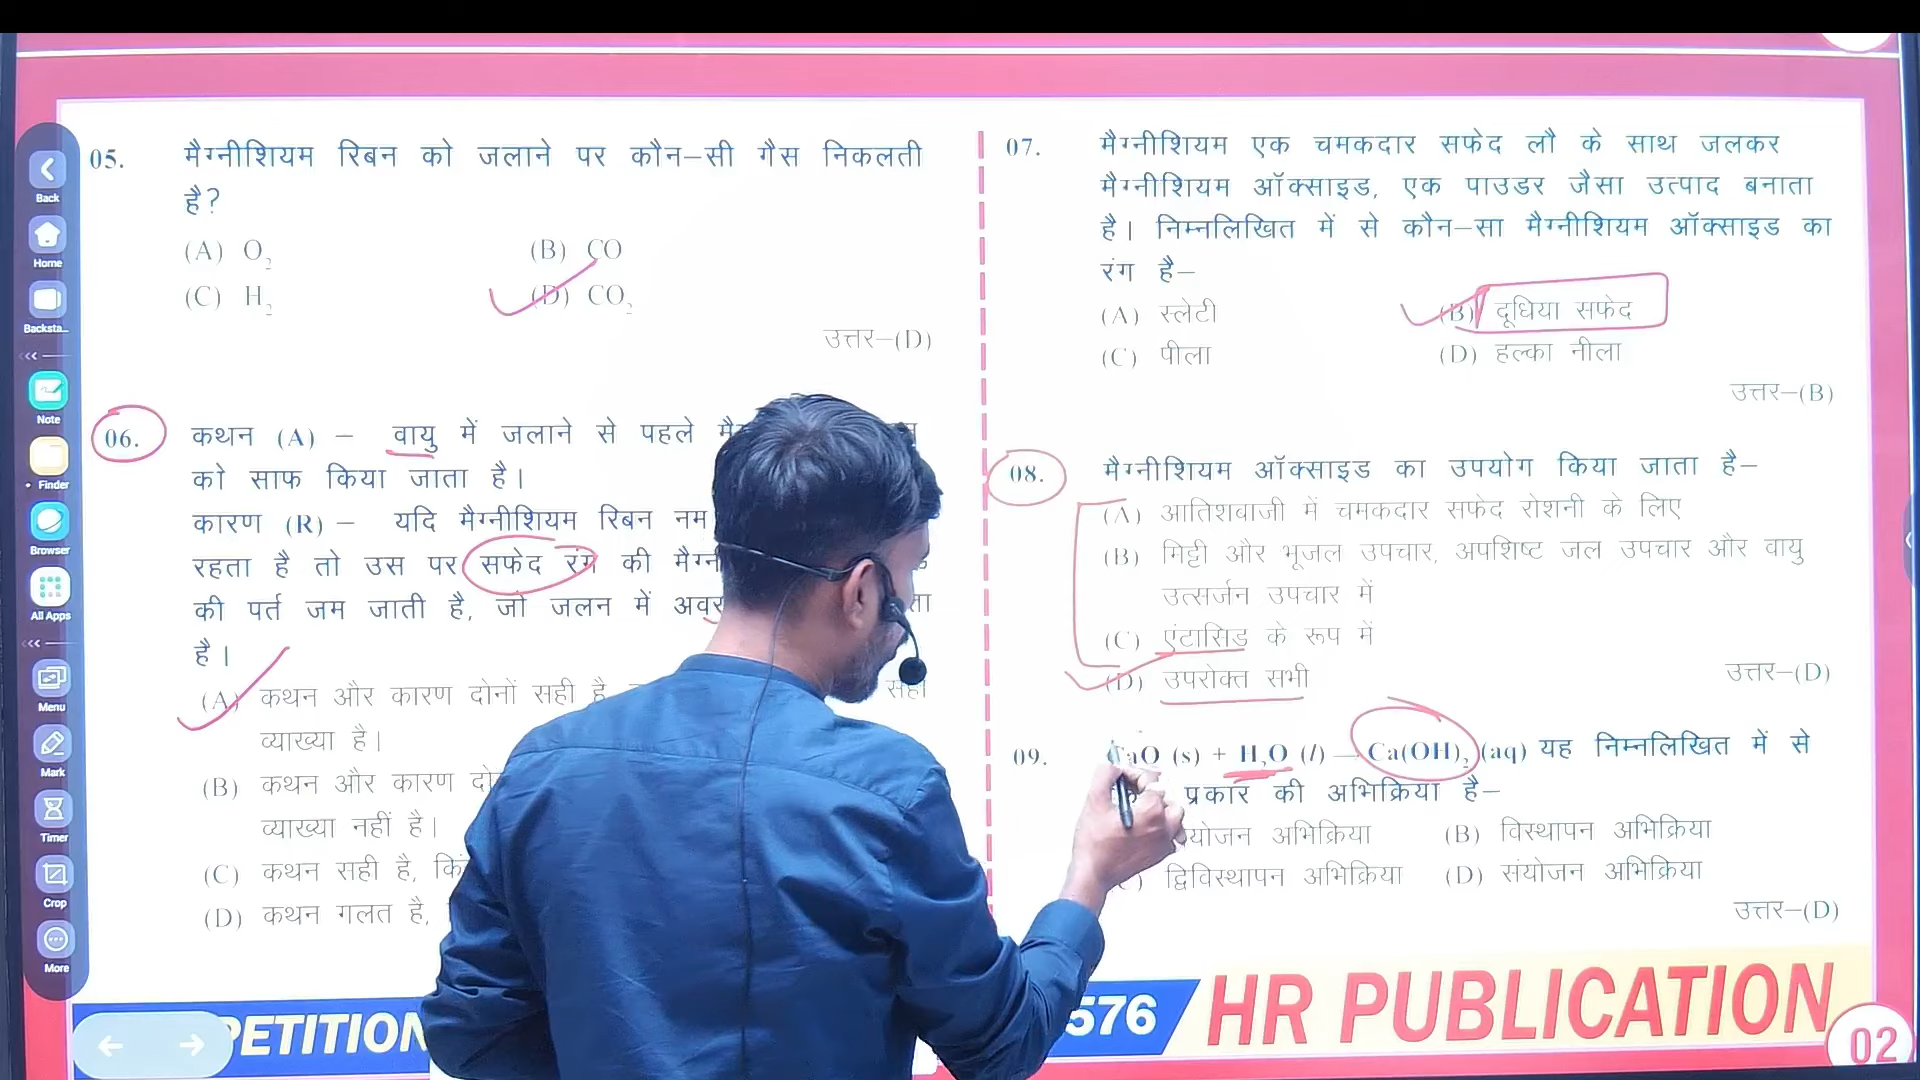 Back
Home
Backsta...
Note
Finder
Browser
All Apps
Menu
Mark
Timer
Crop
More
05. मैग्नीशियम रिबन को जलाने पर कौन-सी गैस निकलती
है?
(A) O₂ (B) CO
(C) H₂ (D) CO₂
उत्तर-(D)
06. कथन (A) - वायु में जलाने से पहले
को साफ किया जाता है।
कारण (R) - यदि मैग्नीशियम रिबन नम
रहता है तो उस पर सफेद रंग की
की पर्त जम जाती है, जो जलन में
है।
(A) कथन और कारण दोनों सही है, सही
व्याख्या है।
(B) कथन और कारण
व्याख्या नहीं है।
(C) कथन सही है,
(D) कथन गलत है,
07. मैग्नीशियम एक चमकदार सफेद लौ के साथ जलकर
मैग्नीशियम ऑक्साइड, एक पाउडर जैसा उत्पाद बनाता
है। निम्नलिखित में से कौन-सा मैग्नीशियम ऑक्साइड का
रंग है-
(A) स्लेटी (B) दूधिया सफेद
(C) पीला (D) हल्का नीला
उत्तर-(B)
08. मैग्नीशियम ऑक्साइड का उपयोग किया जाता है-
(A) आतिशबाजी में चमकदार सफेद रोशनी के लिए
(B) मिट्टी और भूजल उपचार, अपशिष्ट जल उपचार और वायु
उत्सर्जन उपचार में
(C) एंटासिड के रूप में
(D) उपरोक्त सभी उत्तर-(D)
09. CaO (s) + H₂O (l) → Ca(OH)₂ (aq) यह निम्नलिखित में से
प्रकार की अभिक्रिया है-
अभिक्रिया (B) विस्थापन अभिक्रिया
(C) द्विविस्थापन अभिक्रिया (D) संयोजन अभिक्रिया
उत्तर-(D)
576 HR PUBLICATION
02